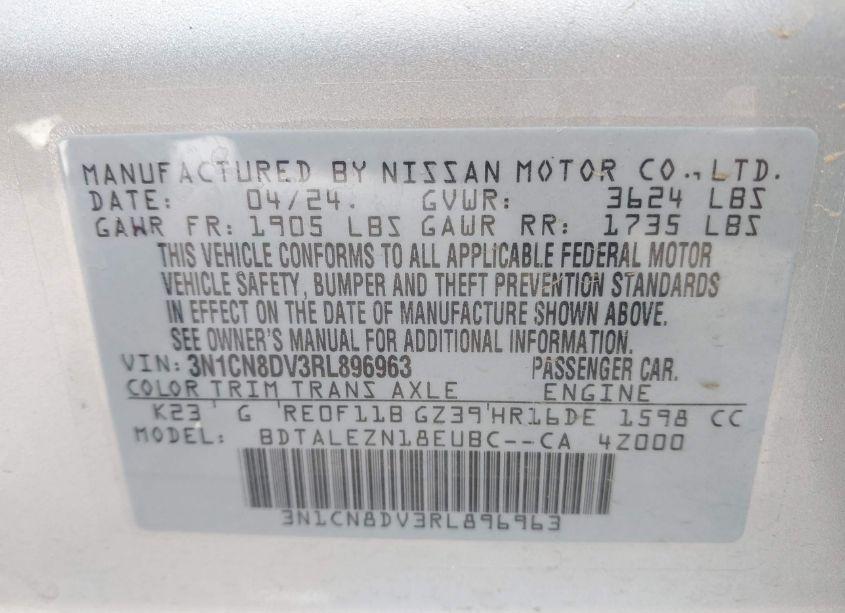 MANUFACTURED BY NISSAN MOTOR CO., LTD.
DATE: 04/24. GVWR: 3624 LBS
GAWR FR: 1905 LBS GAWR RR: 1735 LBS
THIS VEHICLE CONFORMS TO ALL APPLICABLE FEDERAL MOTOR
VEHICLE SAFETY, BUMPER AND THEFT PREVENTION STANDARDS
IN EFFECT ON THE DATE OF MANUFACTURE SHOWN ABOVE.
SEE OWNER'S MANUAL FOR ADDITIONAL INFORMATION.
VIN: 3N1CN8DV3RL896963 PASSENGER CAR.
COLOR TRIM TRANS AXLE ENGINE
K23 G RE0F11B GZ39 HR16DE 1598 CC
MODEL: BDTALEZN18EUBC--CA 4Z000
3N1CN8DV3RL896963